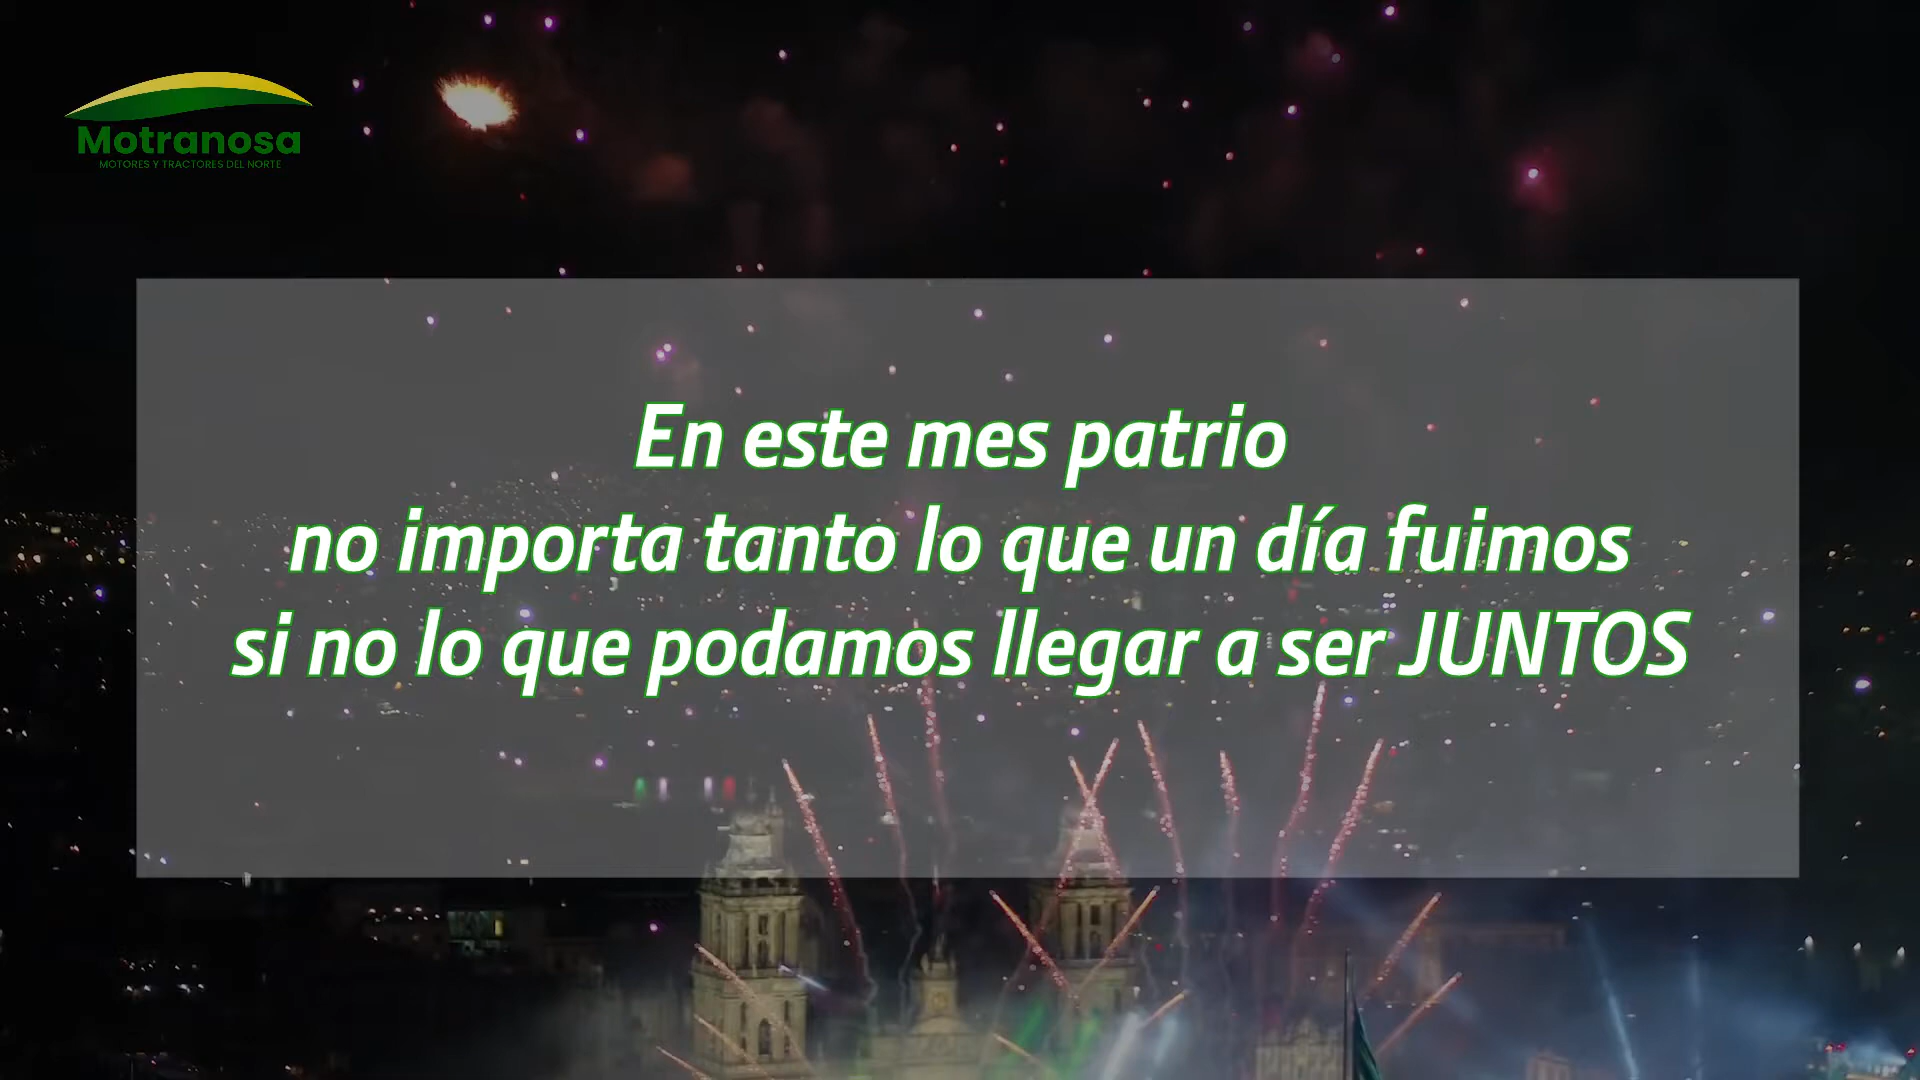 Motranosa
MOTORES Y TRACTORES DEL NORTE
En este mes patrio
no importa tanto lo que un día fuimos
si no lo que podamos llegar a ser JUNTOS